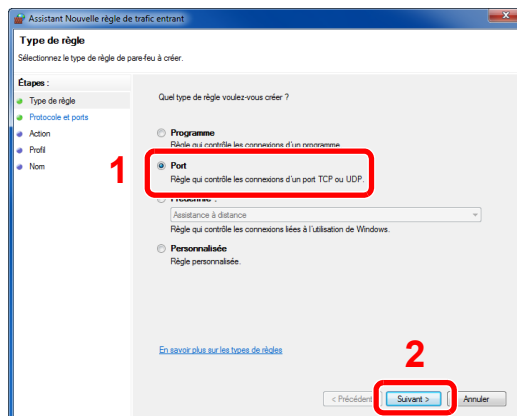 Assistant Nouvelle règle de trafic entrant
Type de règle
Sélectionnez le type de règle de pare-feu à créer.
Étapes :
Type de règle
Protocole et ports
Action
Profil
Nom
Quel type de règle voulez-vous créer ?
1
Programme
Règle qui contrôle les connexions d'un programme.
Port
Règle qui contrôle les connexions d'un port TCP ou UDP.
Prédéfinie :
Assistance à distance
Règle qui contrôle les connexions liées à l'utilisation de Windows.
Personnalisée
Règle personnalisée.
En savoir plus sur les types de règles
2
< Précédent
Suivant >
Annuler